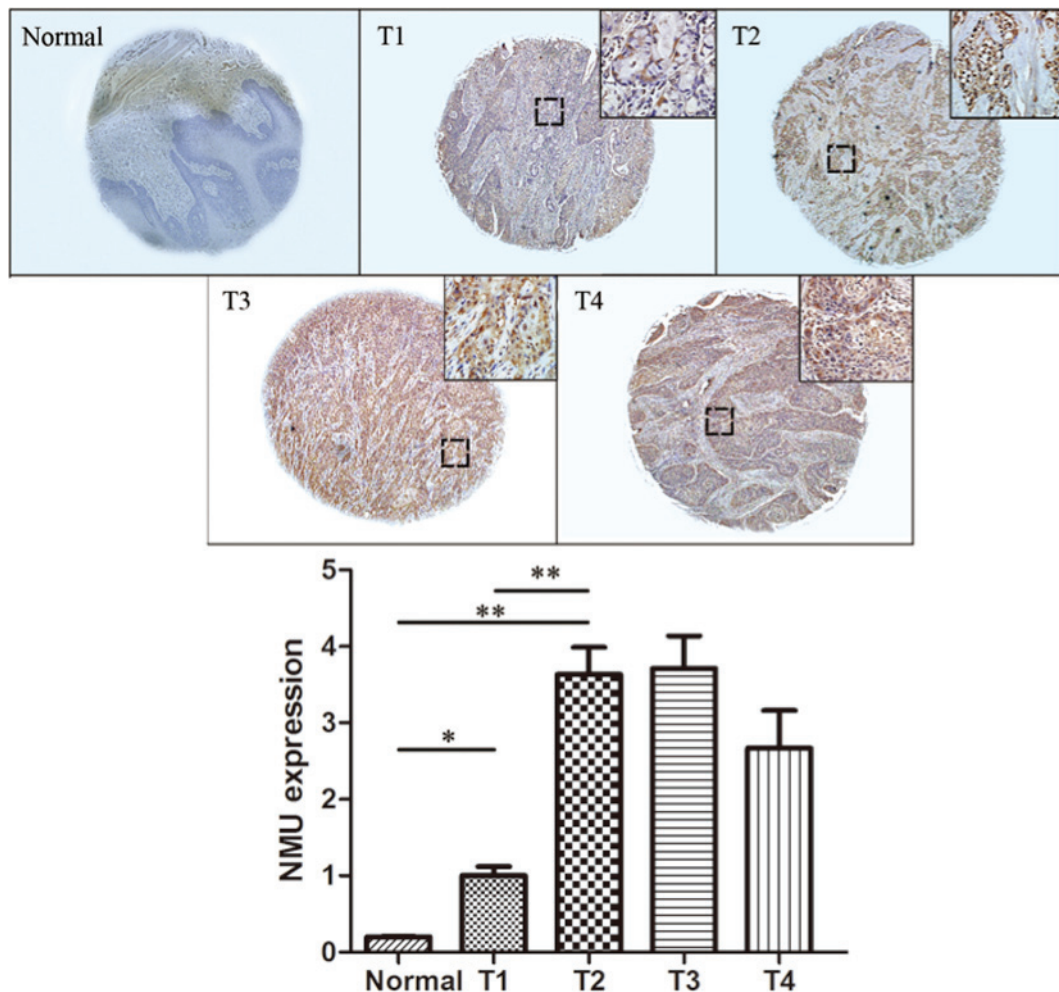 Normal
T1
T2
T3
T4
NMU expression
5
4
3
2
1
0
**
**
*
Normal T1 T2 T3 T4